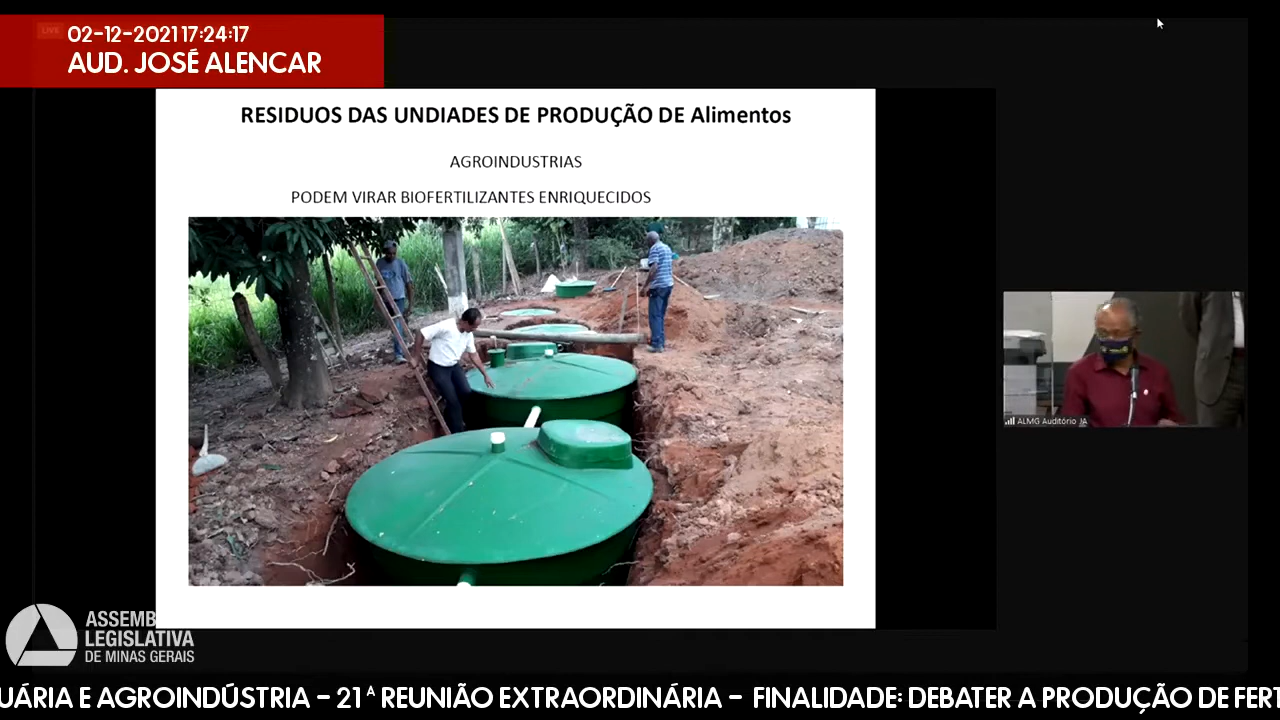 LIVE
02-12-2021 17:24:17
AUD. JOSÉ ALENCAR
RESIDUOS DAS UNDIADES DE PRODUÇÃO DE Alimentos
AGROINDUSTRIAS
PODEM VIRAR BIOFERTILIZANTES ENRIQUECIDOS
ALMG Auditório JA
ASSEMB
LEGISLATIVA
DE MINAS GERAIS
UÁRIA E AGROINDÚSTRIA – 21ª REUNIÃO EXTRAORDINÁRIA – FINALIDADE: DEBATER A PRODUÇÃO DE FERT